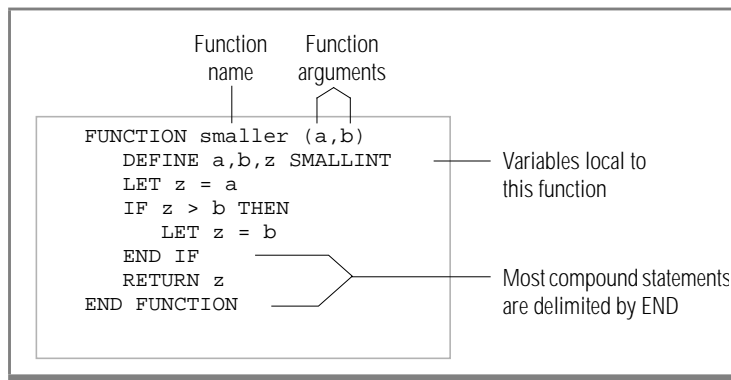 Function name
Function arguments
FUNCTION smaller (a,b)
DEFINE a,b,z SMALLINT
LET z = a
IF z > b THEN
LET z = b
END IF
RETURN z
END FUNCTION
Variables local to
this function
Most compound statements
are delimited by END